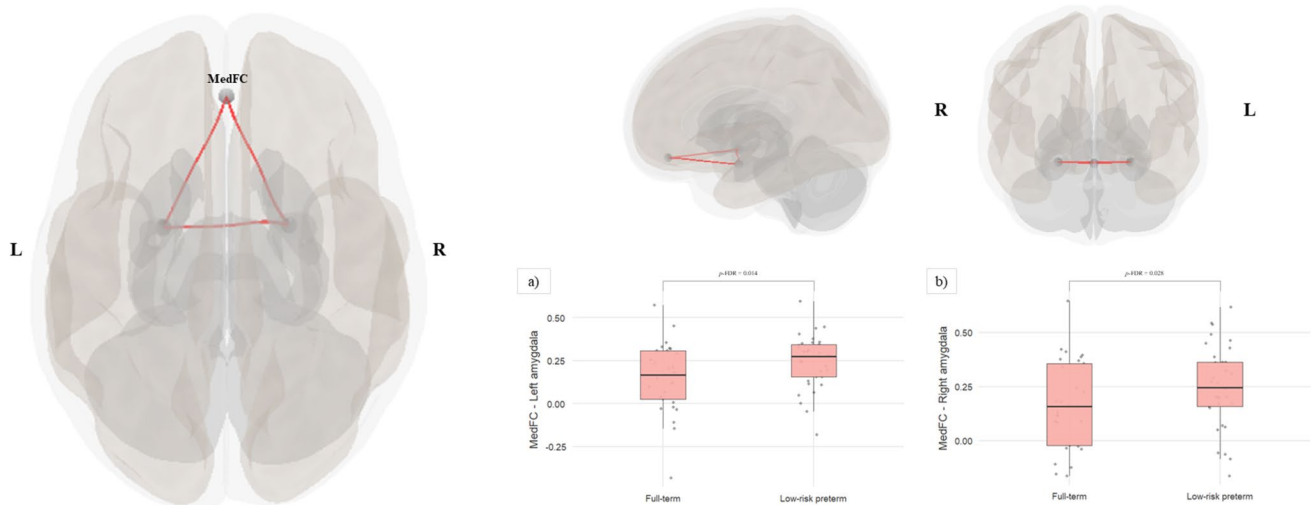 MedFC
L
R
R
L
a)
p-FDR = 0.014
0.50
0.25
0.00
-0.25
MedFC - Left amygdala
Full-term
Low-risk preterm
b)
p-FDR = 0.028
0.50
0.25
0.00
MedFC - Right amygdala
Full-term
Low-risk preterm